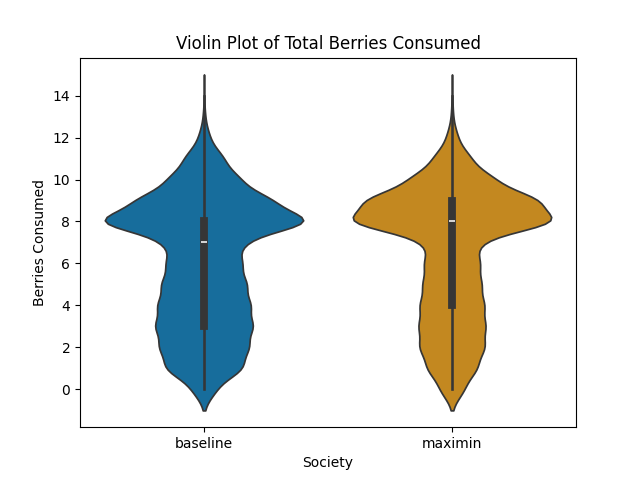 Violin Plot of Total Berries Consumed
14
12
10
8
6
4
2
0
Berries Consumed
baseline
maximin
Society